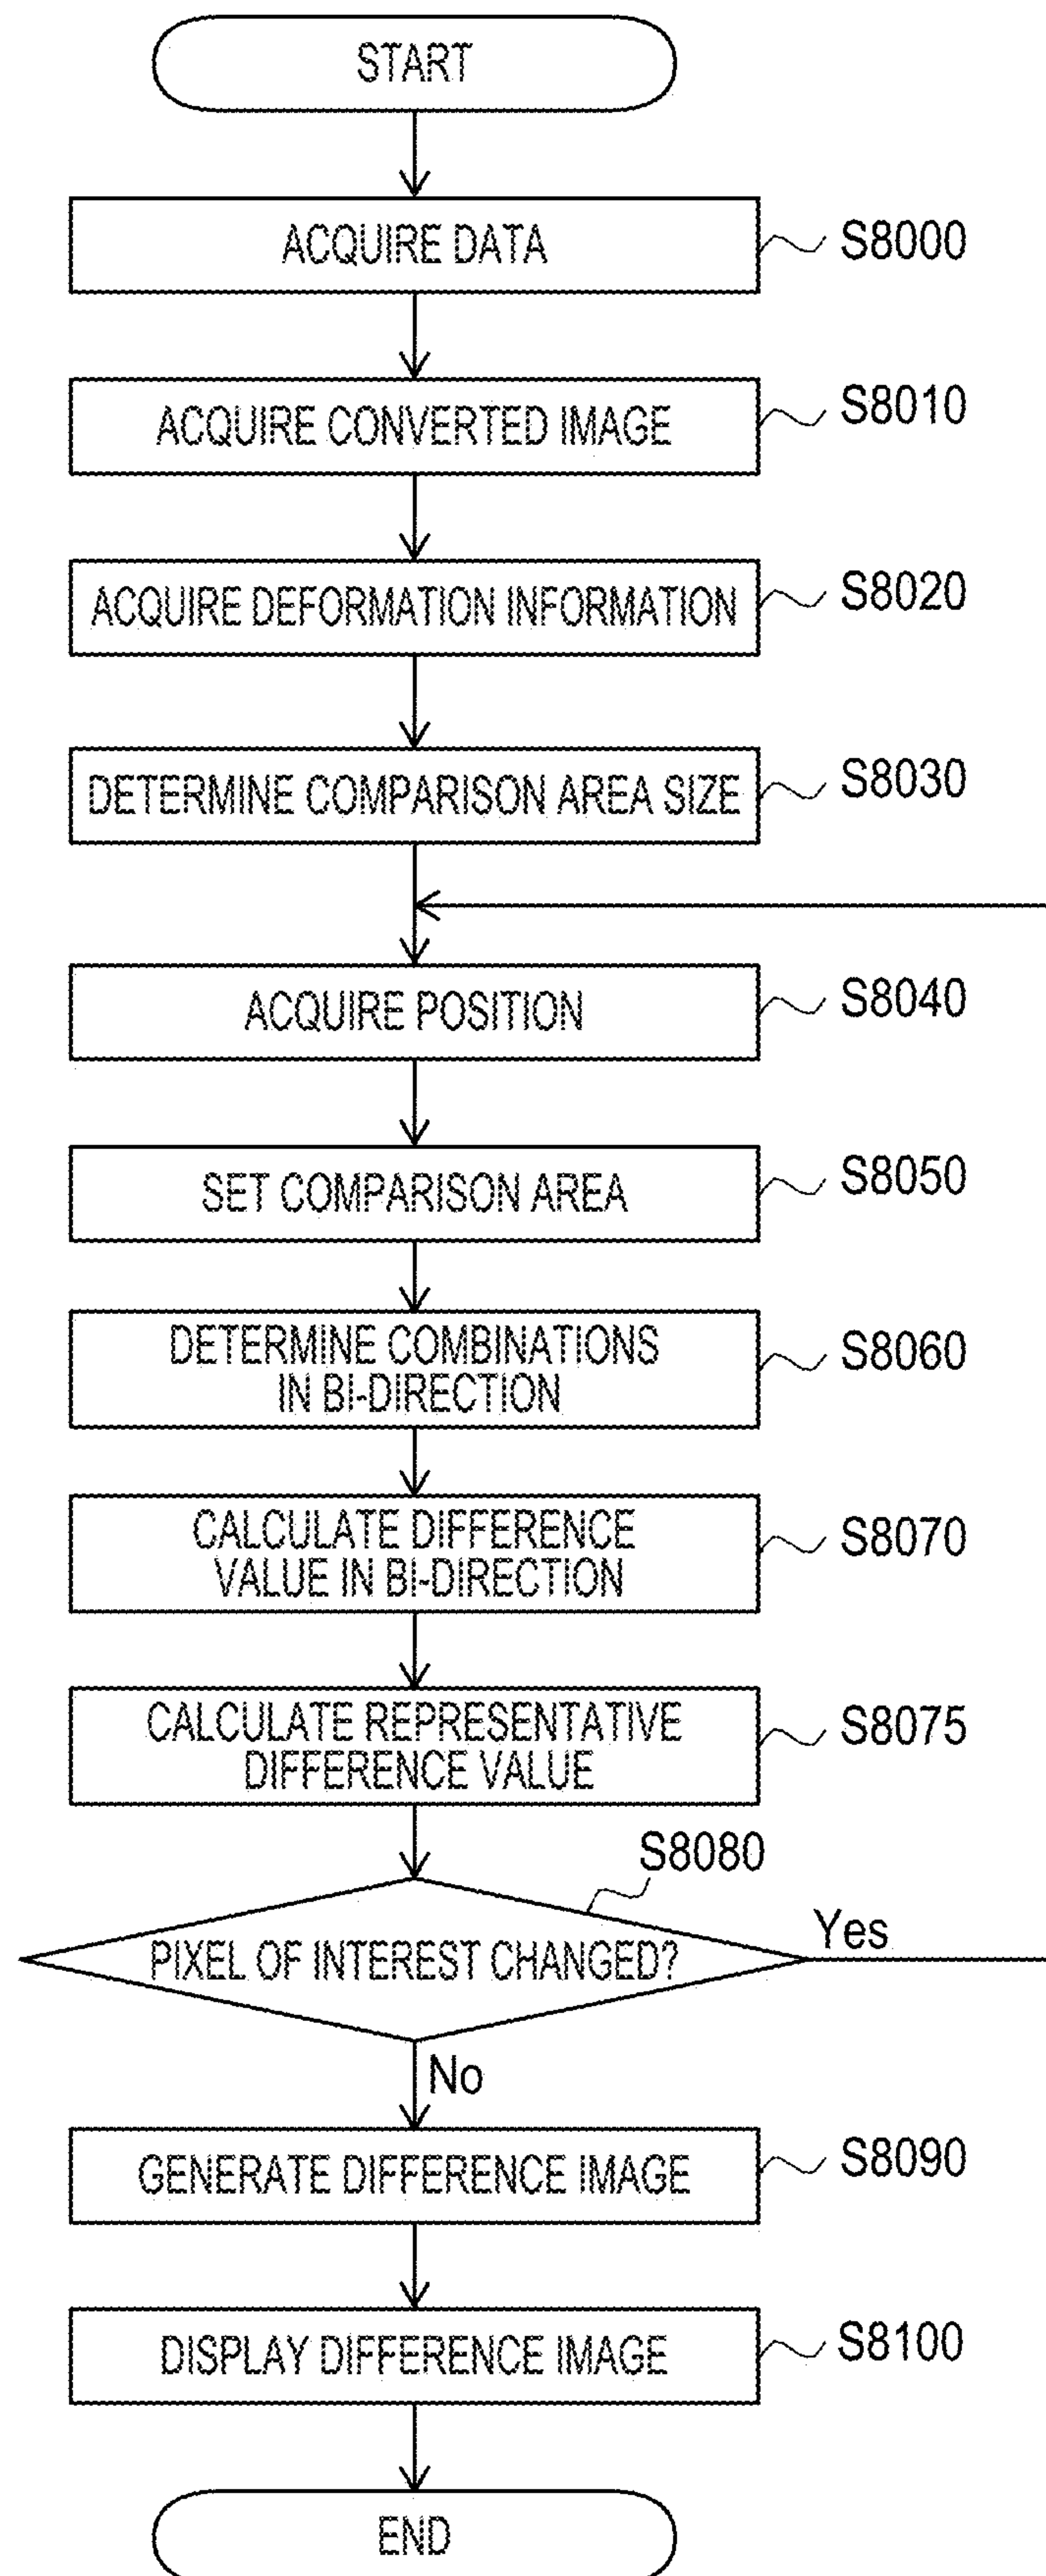 START
ACQUIRE DATA
S8000
ACQUIRE CONVERTED IMAGE
S8010
ACQUIRE DEFORMATION INFORMATION
S8020
DETERMINE COMPARISON AREA SIZE
S8030
ACQUIRE POSITION
S8040
SET COMPARISON AREA
S8050
DETERMINE COMBINATIONS
IN BI-DIRECTION
S8060
CALCULATE DIFFERENCE
VALUE IN BI-DIRECTION
S8070
CALCULATE REPRESENTATIVE
DIFFERENCE VALUE
S8075
S8080
PIXEL OF INTEREST CHANGED?
Yes
No
GENERATE DIFFERENCE IMAGE
S8090
DISPLAY DIFFERENCE IMAGE
S8100
END